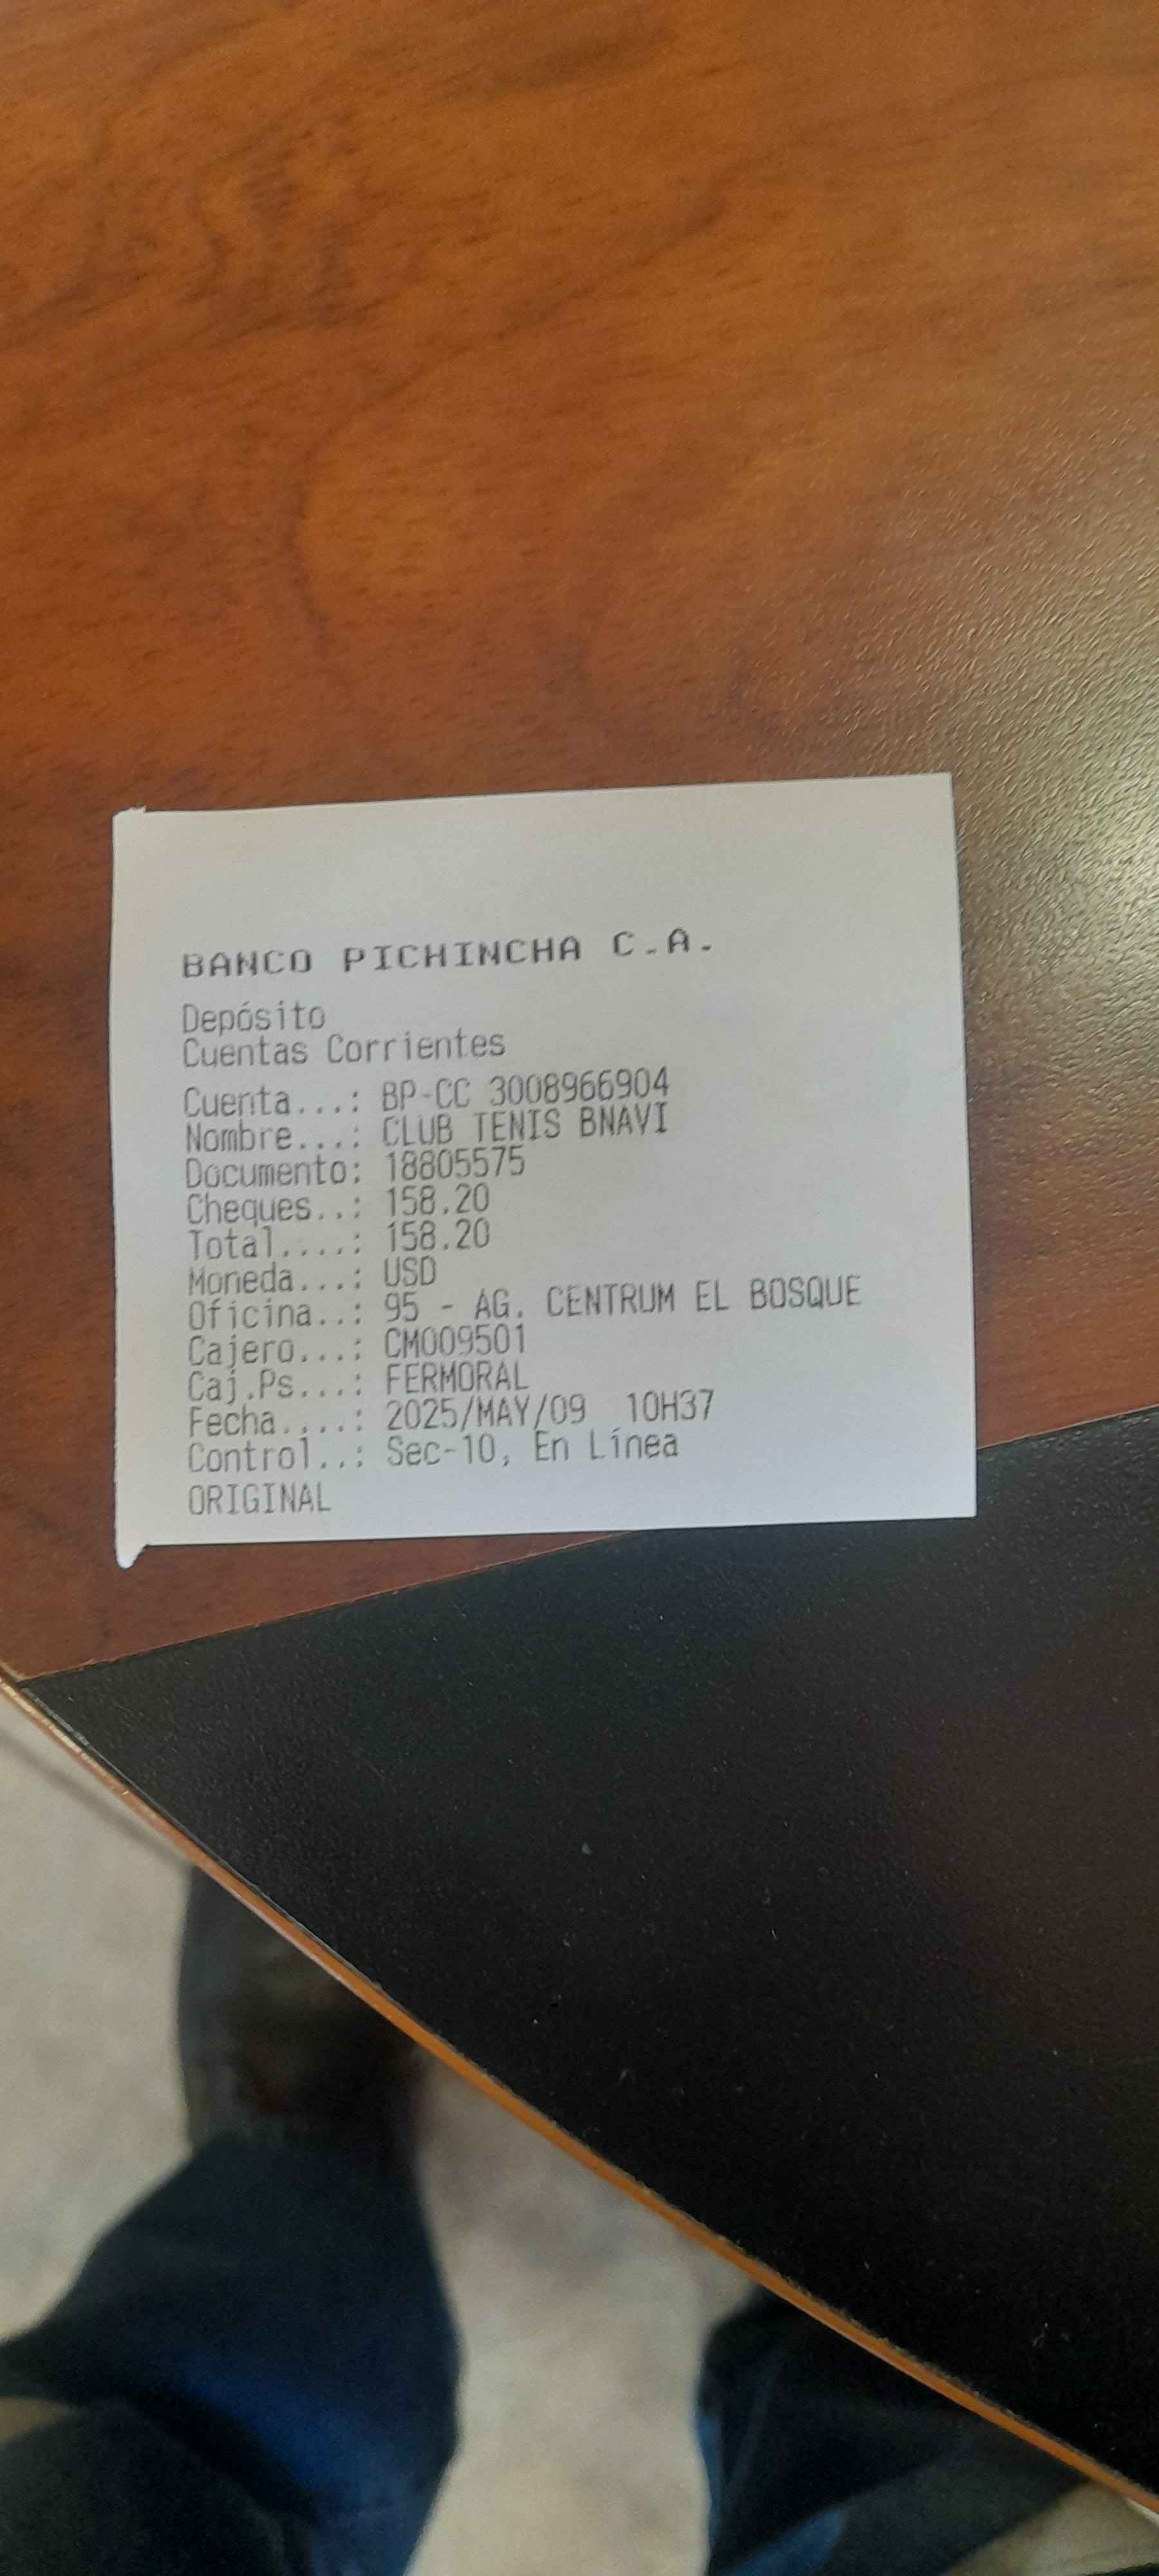 BANCO PICHINCHA C.A.
Depósito
Cuentas Corrientes
Cuenta...: BP-CC 3008966904
Nombre...: CLUB TENIS BNAVI
Documento: 18805575
Cheques..: 158.20
Total....: 158.20
Moneda...: USD
Oficina..: 95 - AG. CENTRUM EL BOSQUE
Cajero...: CM009501
Caj.Ps...: FERMORAL
Fecha....: 2025/MAY/09 10H37
Control..: Sec-10, En Línea
ORIGINAL